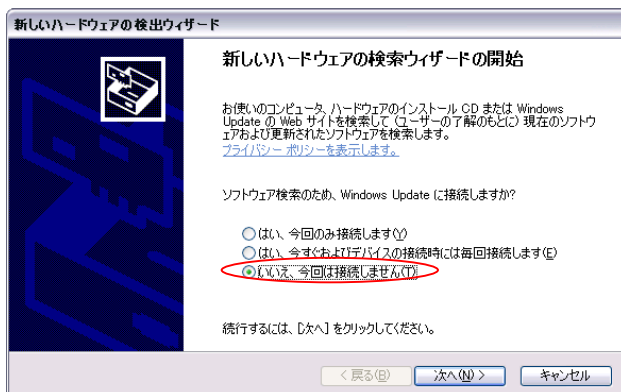 新しいハードウェアの検出ウィザード
新しいハードウェアの検索ウィザードの開始
お使いのコンピュータ、ハードウェアのインストール CD または Windows
Update の Web サイトを検索して (ユーザーの了解のもとに) 現在のソフトウ
ェアおよび更新されたソフトウェアを検索します。
プライバシー ポリシーを表示します。
ソフトウェア検索のため、Windows Update に接続しますか?
はい、今回のみ接続します(Y)
はい、今すぐおよびデバイスの接続時には毎回接続します(E)
いいえ、今回は接続しません(T)
続行するには、[次へ] をクリックしてください。
< 戻る(B) 次へ(N) > キャンセル